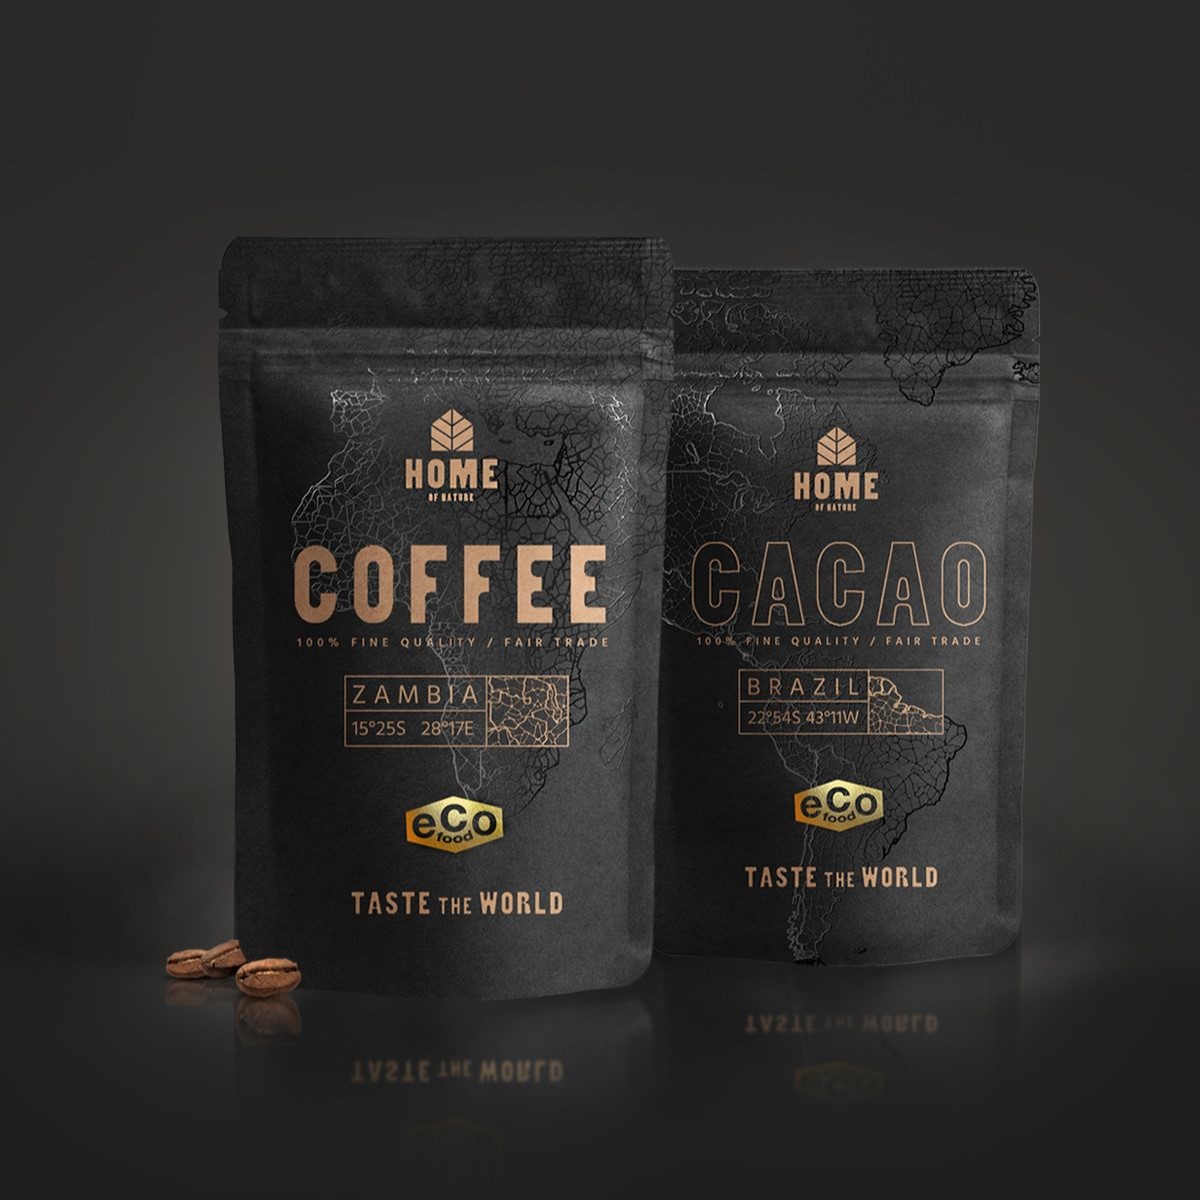 HOME
OF NATURE
COFFEE
100% FINE QUALITY / FAIR TRADE
ZAMBIA
15°25S 28°17E
eco
food
TASTE THE WORLD
HOME
OF NATURE
CACAO
100% FINE QUALITY / FAIR TRADE
BRAZIL
22°54S 43°11W
eco
food
TASTE THE WORLD